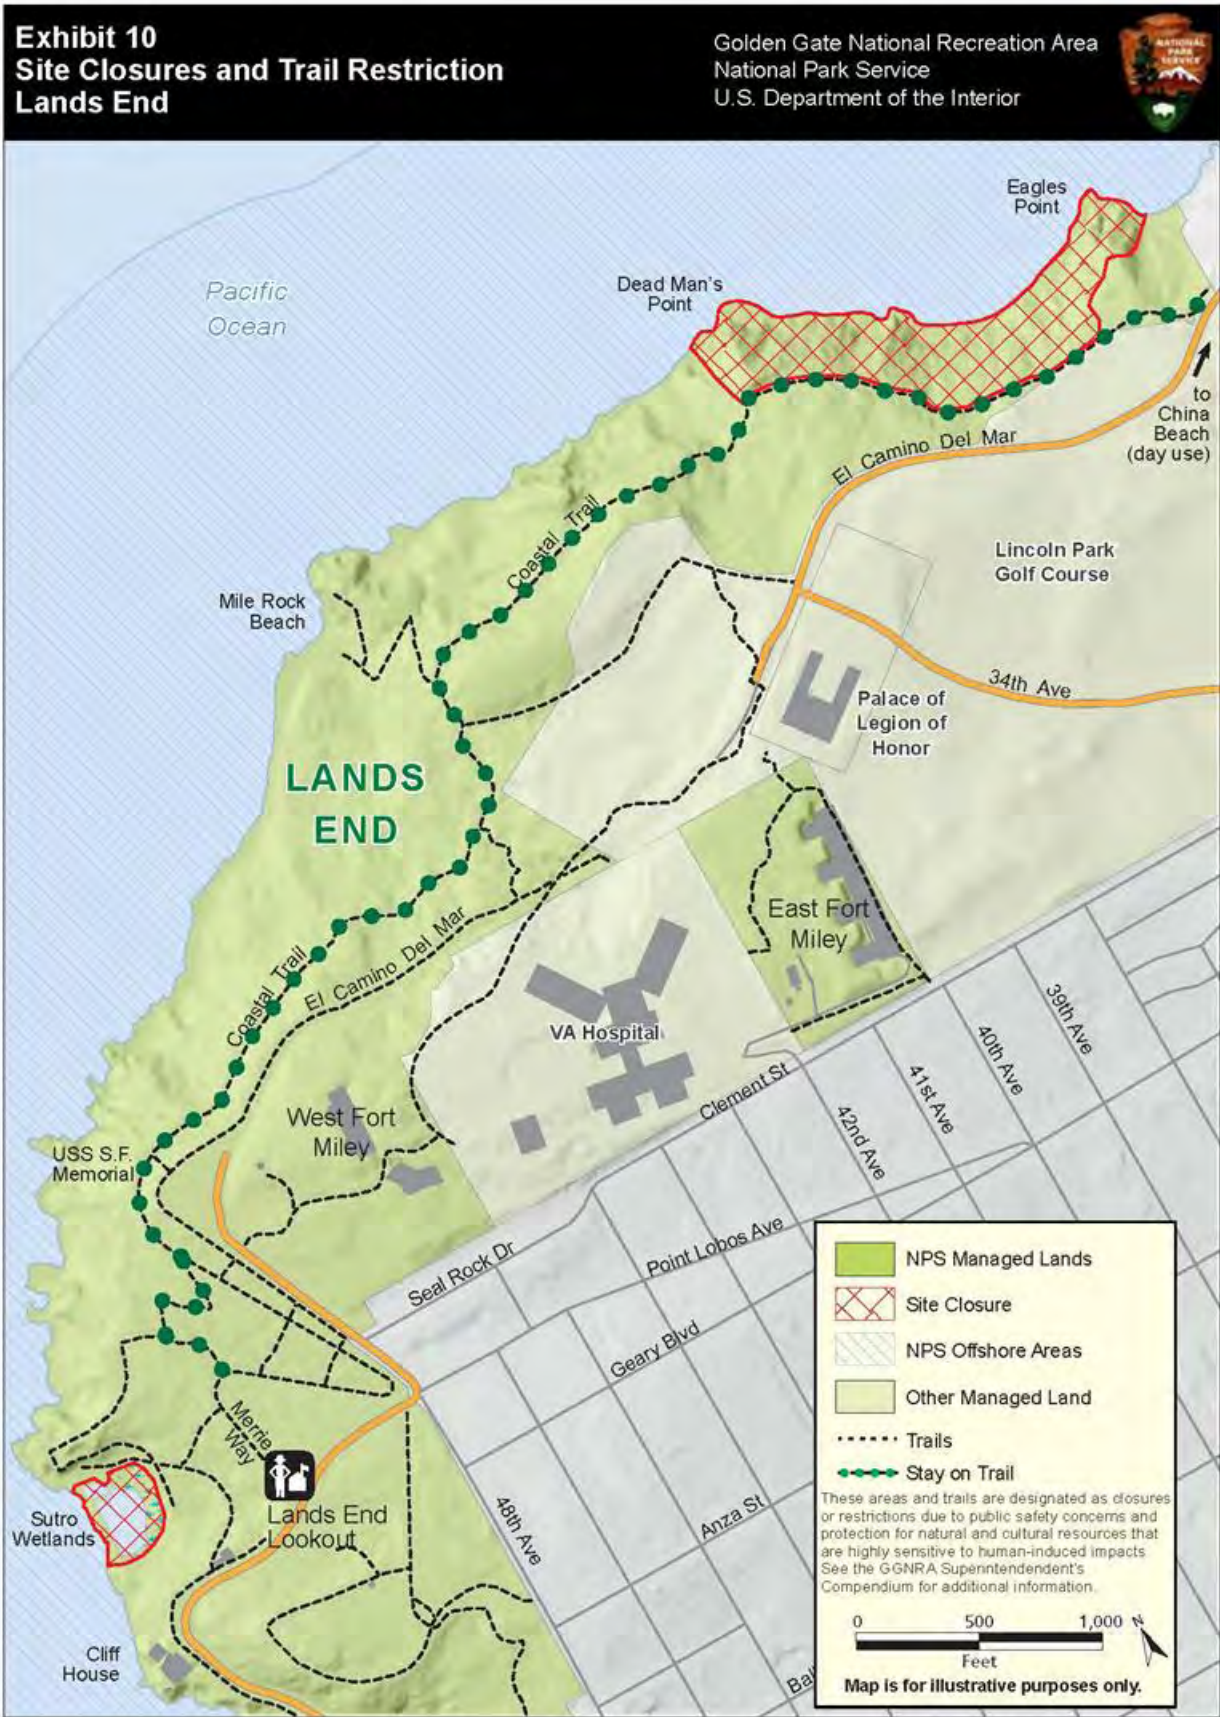 Exhibit 10
Site Closures and Trail Restriction
Lands End
Golden Gate National Recreation Area
National Park Service
U.S. Department of the Interior
NATIONAL
PARK
SERVICE
Eagles
Point
Dead Man's
Point
Pacific
Ocean
to
China
Beach
(day use)
El Camino Del Mar
Coastal Trail
Lincoln Park
Golf Course
Mile Rock
Beach
34th Ave
Palace of
Legion of
Honor
LANDS
END
East Fort
Miley
El Camino Del Mar
Coastal Trail
VA Hospital
39th Ave
40th Ave
41st Ave
42nd Ave
Clement St
West Fort
Miley
USS S.F.
Memorial
Point Lobos Ave
Seal Rock Dr
Geary Blvd
Merrie
Way
Lands End
Lookout
Sutro
Wetlands
48th Ave
Anza St
Cliff
House
NPS Managed Lands
Site Closure
NPS Offshore Areas
Other Managed Land
Trails
Stay on Trail
These areas and trails are designated as closures
or restrictions due to public safety concerns and
protection for natural and cultural resources that
are highly sensitive to human-induced impacts
See the GGNRA Superintendendent's
Compendium for additional information.
0 500 1,000 N
Feet
Map is for illustrative purposes only.